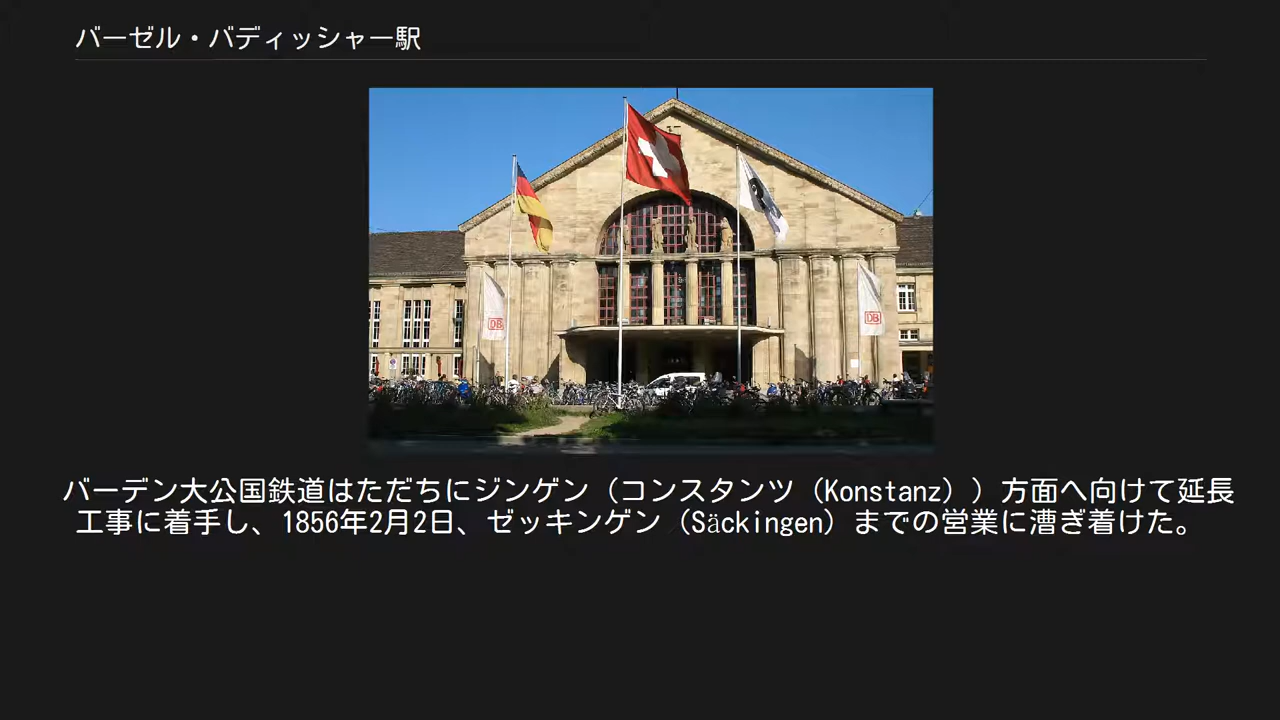 バーゼル・バディッシャー駅
DB
DB
バーデン大公国鉄道はただちにジンゲン（コンスタンツ（Konstanz））方面へ向けて延長
工事に着手し、1856年2月2日、ゼッキンゲン（Säckingen）までの営業に漕ぎ着けた。